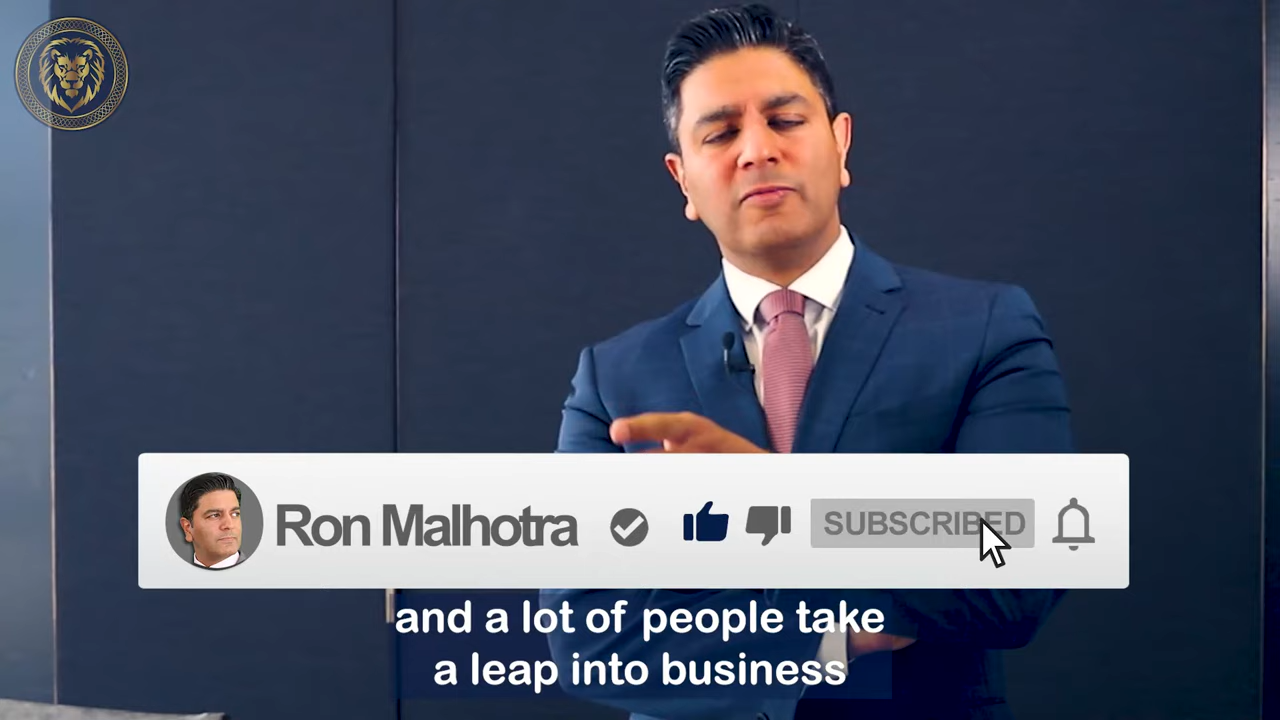 Ron Malhotra
SUBSCRIBED
and a lot of people take
a leap into business